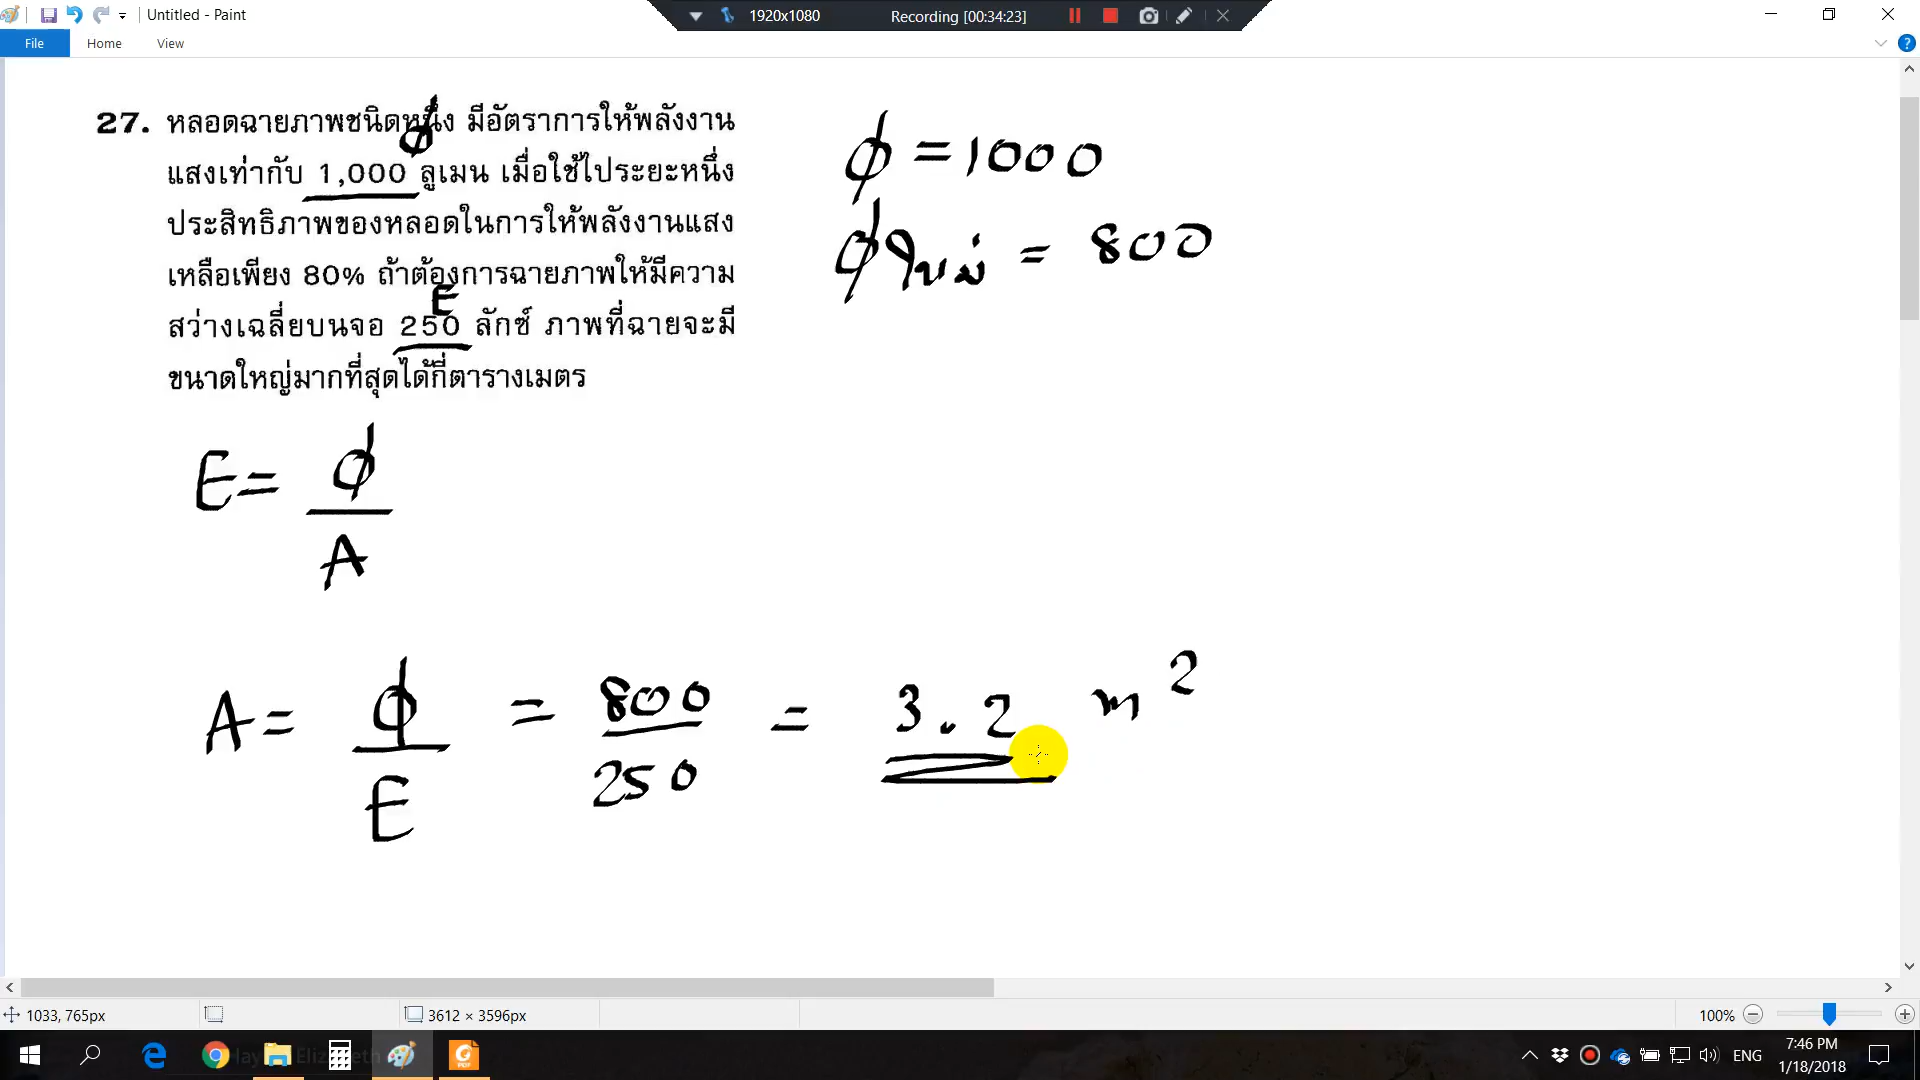 Untitled - Paint
1920x1080
Recording [00:34:23]
File Home View
27. หลอดฉายภาพชนิดหนึ่ง มีอัตราการให้พลังงาน
แสงเท่ากับ 1,000 ลูเมน เมื่อใช้ไประยะหนึ่ง
ประสิทธิภาพของหลอดในการให้พลังงานแสง
เหลือเพียง 80% ถ้าต้องการฉายภาพให้มีความ
สว่างเฉลี่ยบนจอ 250 ลักซ์ ภาพที่ฉายจะมี
ขนาดใหญ่มากที่สุดได้กี่ตารางเมตร
ϕ
E
ϕ = 1000
ϕใหม่ = 800
E = ϕ / A
A = ϕ / E = 800 / 250 = 3.2 m²
1033, 765px
3612 × 3596px
100%
ENG
7:46 PM
1/18/2018